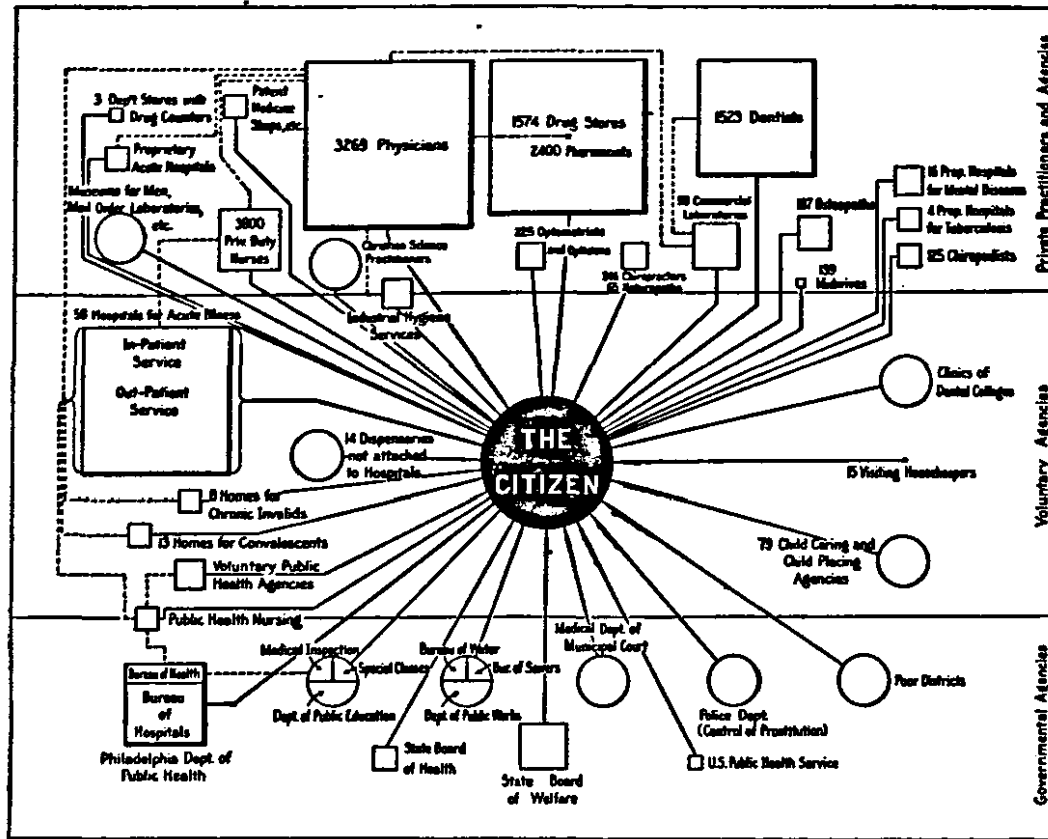 3 Dep't Stores with
Drug Counters
Patent
Medicine
Shops, etc.
3269 Physicians
1574 Drug Stores
2400 Pharmacists
1523 Dentists
Proprietary
Acute Hospitals
Museums for Men,
Mail Order Laboratories,
etc.
3800
Priv. Duty
Nurses
Christian Science
Practitioners
225 Optometrists
and Opticians
Chiropractors
Naturopaths
Commercial
Laboratories
Osteopaths
139
Midwives
16 Prop. Hospitals
for Mental Diseases
4 Prop. Hospitals
for Tuberculosis
Chiropodists
Private Practitioners and Agencies
Industrial Hygiene
Services
56 Hospitals for Acute Illness
In-Patient
Service
Out-Patient
Service
14 Dispensaries
not attached
to Hospitals
THE
CITIZEN
Clinics of
Dental Colleges
15 Visiting Housekeepers
8 Homes for
Chronic Invalids
13 Homes for Convalescents
Voluntary Public
Health Agencies
79 Child Caring and
Child Placing
Agencies
Voluntary Agencies
Public Health Nursing
Bureau of Health
Bureau
of
Hospitals
Philadelphia Dept. of
Public Health
Medical Inspection
Special Classes
Dept. of Public Education
Bureau of Water
Bur. of Sewers
Dept. of Public Works
Medical Dept. of
Municipal Court
Police Dept.
(Control of Prostitution)
Poor Districts
State Board
of Health
State Board
of Welfare
U.S. Public Health Service
Governmental Agencies